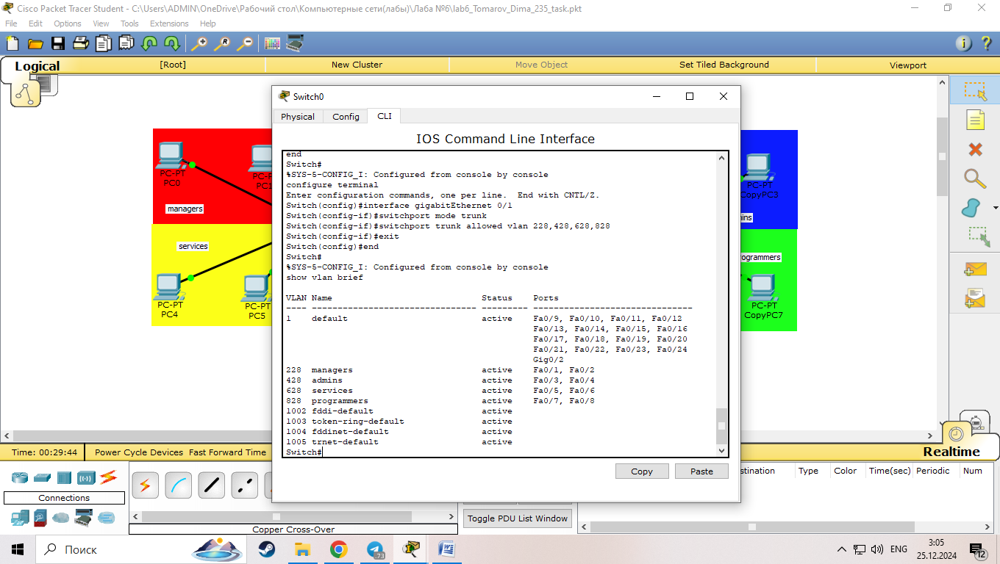 Cisco Packet Tracer Student - C:\Users\ADMIN\OneDrive\Рабочий стол\Компьютерные сети(лабы)\Лаба №6\lab6_Tomarov_Dima_235_task.pkt
File Edit Options View Tools Extensions Help
Logical
[Root]
New Cluster
Move Object
Set Tiled Background
Viewport
Switch0
Physical Config CLI
IOS Command Line Interface
end
Switch#
%SYS-5-CONFIG_I: Configured from console by console
configure terminal
Enter configuration commands, one per line.  End with CNTL/Z.
Switch(config)#interface gigabitEthernet 0/1
Switch(config-if)#switchport mode trunk
Switch(config-if)#switchport trunk allowed vlan 228,428,628,828
Switch(config-if)#exit
Switch(config)#end
Switch#
%SYS-5-CONFIG_I: Configured from console by console
show vlan brief
VLAN Name                             Status    Ports
---- -------------------------------- --------- -------------------------------
1    default                          active    Fa0/9, Fa0/10, Fa0/11, Fa0/12
Fa0/13, Fa0/14, Fa0/15, Fa0/16
Fa0/17, Fa0/18, Fa0/19, Fa0/20
Fa0/21, Fa0/22, Fa0/23, Fa0/24
Gig0/2
228  managers                         active    Fa0/1, Fa0/2
428  admins                           active    Fa0/3, Fa0/4
628  services                         active    Fa0/5, Fa0/6
828  programmers                      active    Fa0/7, Fa0/8
1002 fddi-default                     active
1003 token-ring-default               active
1004 fddinet-default                  active
1005 trnet-default                    active
Switch#
Copy
Paste
PC-PT
PC0
managers
services
PC-PT
PC4
PC-PT
PC5
PC-PT
CopyPC3
PC-PT
CopyPC7
Time: 00:29:44
Power Cycle Devices Fast Forward Time
Realtime
Connections
Copper Cross-Over
Toggle PDU List Window
Type Color Time(sec) Periodic Num
Поиск
73
ENG
3:05
25.12.2024
12